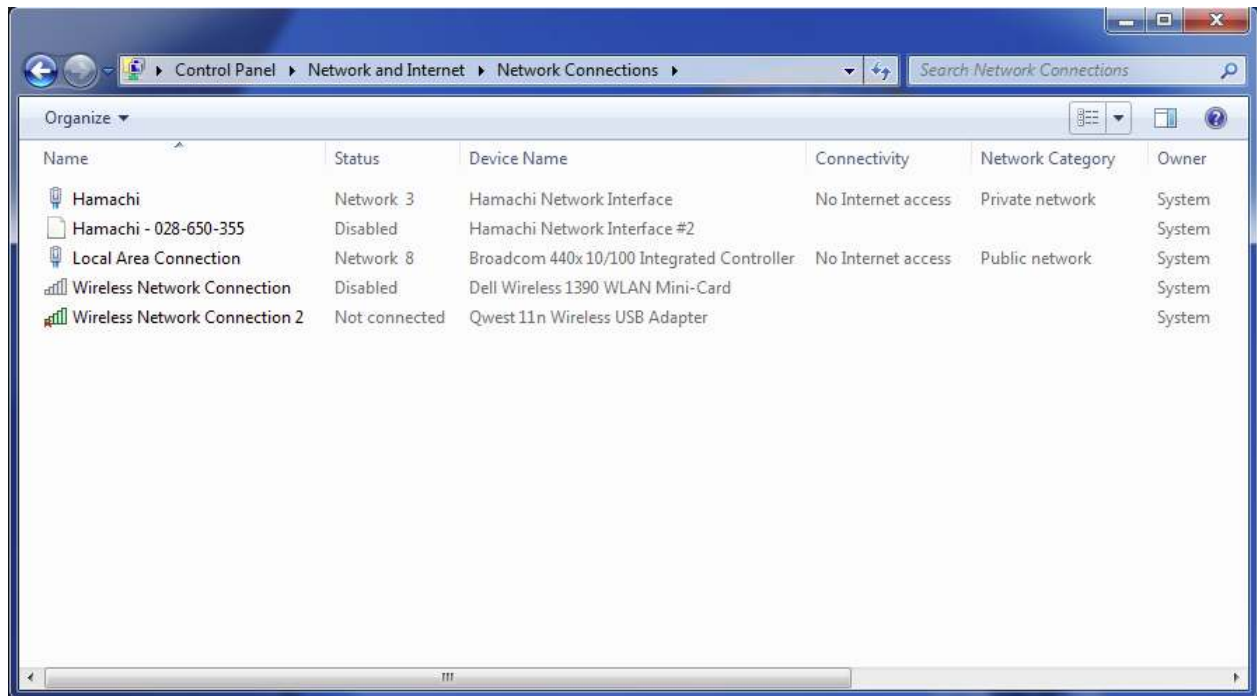 Control Panel Network and Internet Network Connections Search Network Connections
Organize
Name Status Device Name Connectivity Network Category Owner
Hamachi Network 3 Hamachi Network Interface No Internet access Private network System
Hamachi - 028-650-355 Disabled Hamachi Network Interface #2 System
Local Area Connection Network 8 Broadcom 440x 10/100 Integrated Controller No Internet access Public network System
Wireless Network Connection Disabled Dell Wireless 1390 WLAN Mini-Card System
Wireless Network Connection 2 Not connected Qwest 11n Wireless USB Adapter System